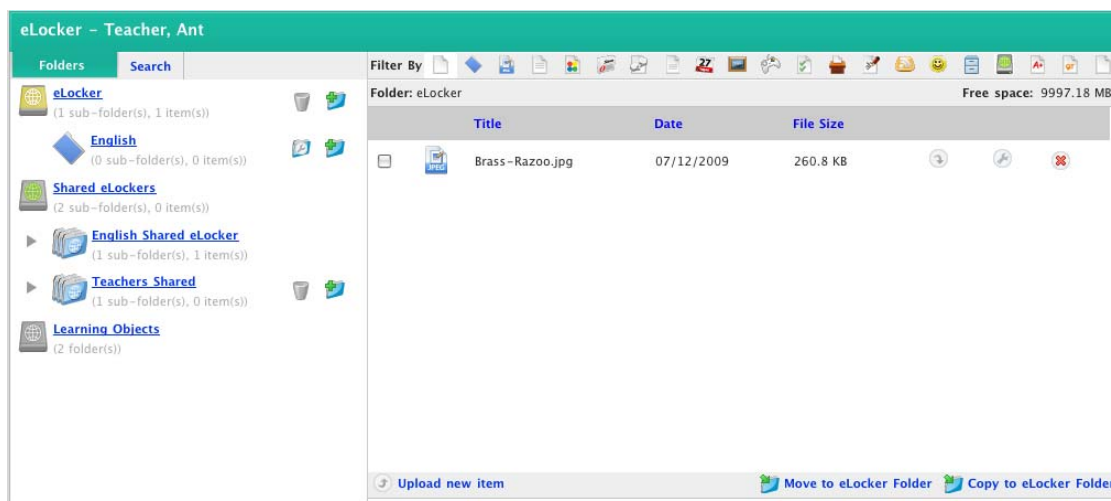 eLocker - Teacher, Ant
Folders Search
eLocker
(1 sub-folder(s), 1 item(s))
English
(0 sub-folder(s), 0 item(s))
Shared eLockers
(2 sub-folder(s), 0 item(s))
English Shared eLocker
(1 sub-folder(s), 1 item(s))
Teachers Shared
(1 sub-folder(s), 0 item(s))
Learning Objects
(2 folder(s))
Filter By 27 A+
Folder: eLocker Free space: 9997.18 MB
Title Date File Size
JPEG Brass-Razoo.jpg 07/12/2009 260.8 KB
Upload new item Move to eLocker Folder Copy to eLocker Folder